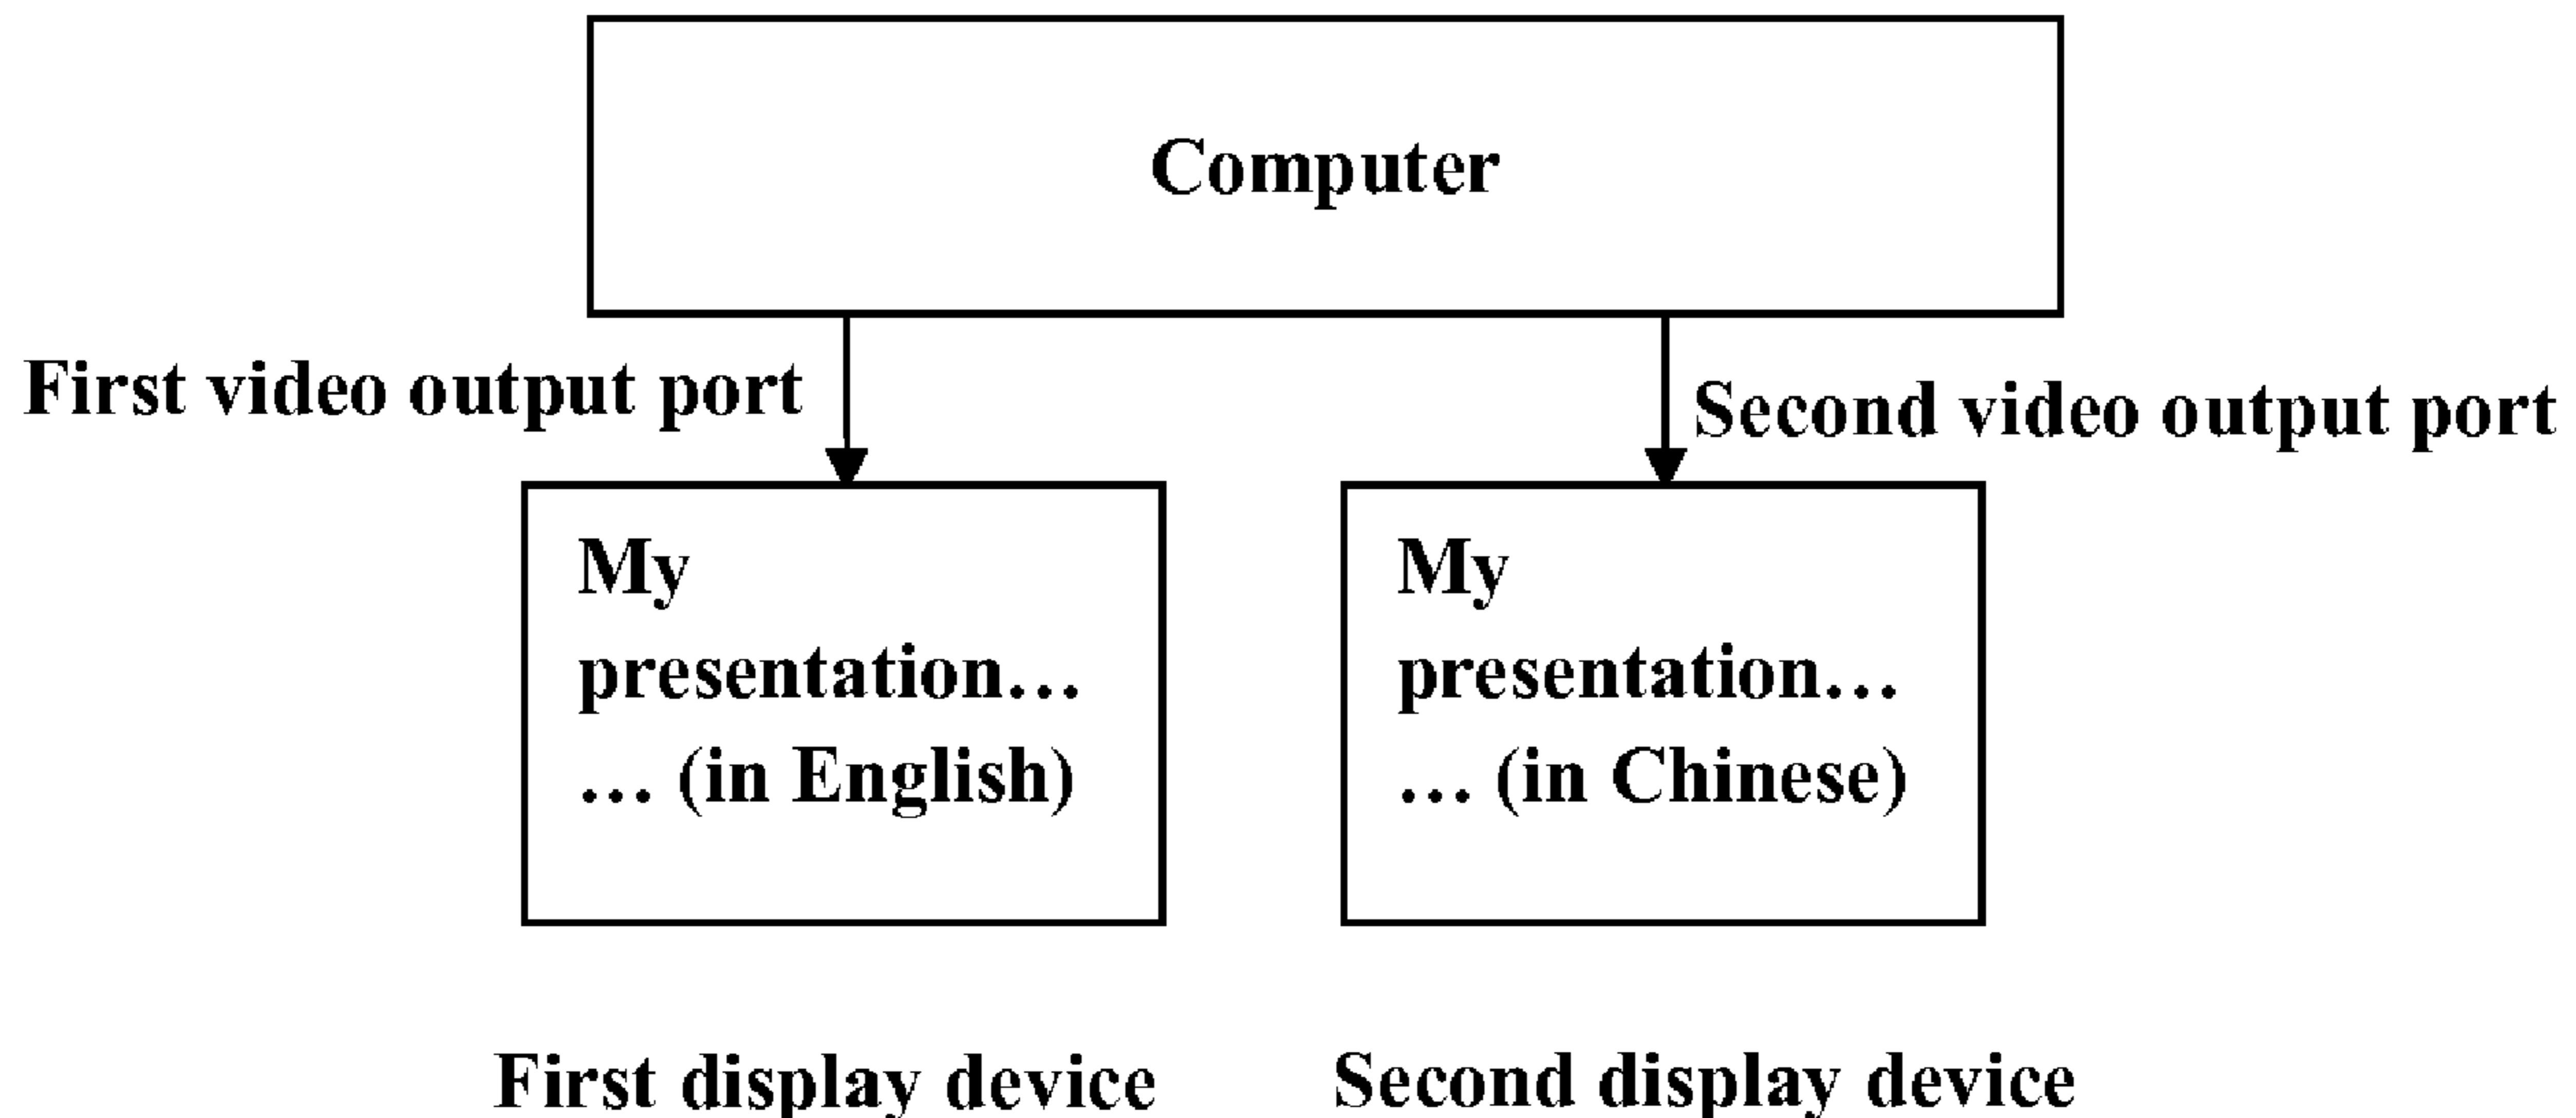 Computer
First video output port
Second video output port
My
presentation…
… (in English)
My
presentation…
… (in Chinese)
First display device
Second display device